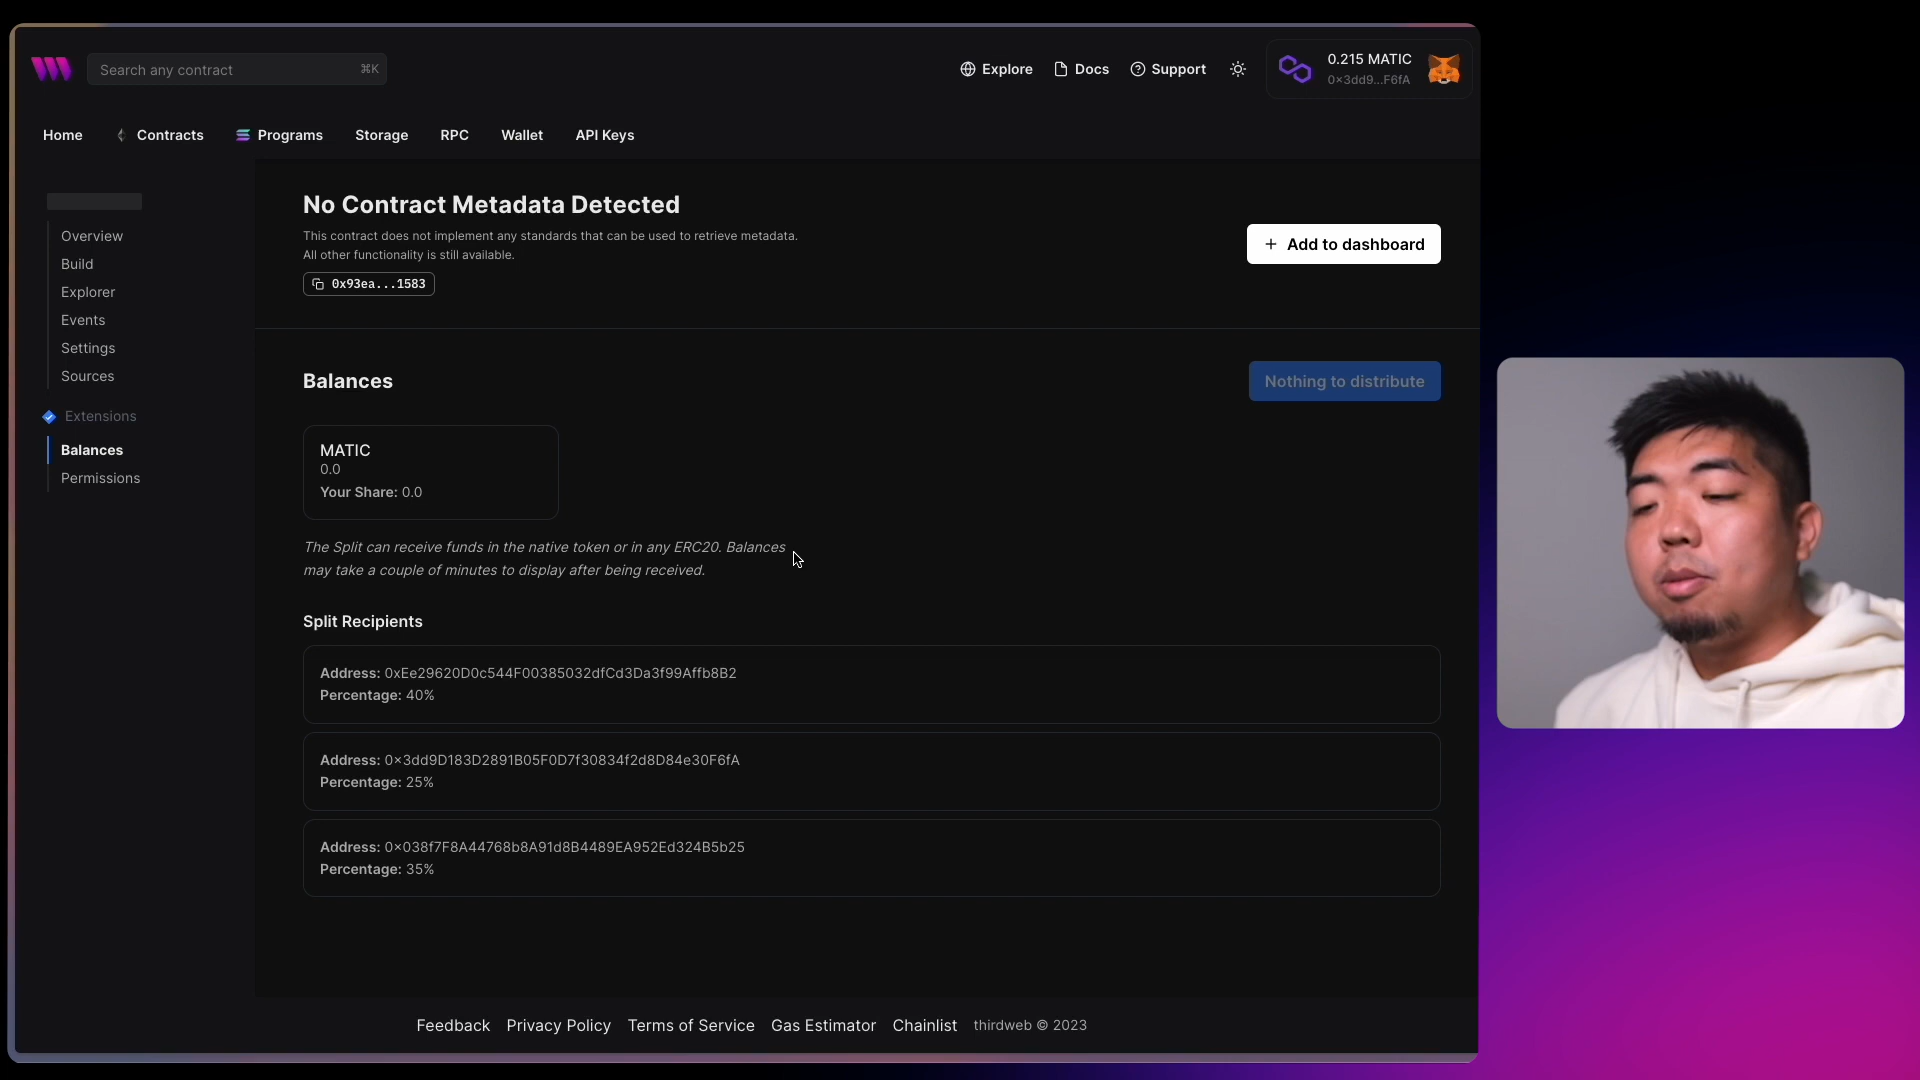 Search any contract
⌘K
Explore
Docs
Support
0.215 MATIC
0x3dd9...F6fA
Home
Contracts
Programs
Storage
RPC
Wallet
API Keys
Overview
Build
Explorer
Events
Settings
Sources
Extensions
Balances
Permissions
No Contract Metadata Detected
This contract does not implement any standards that can be used to retrieve metadata.
All other functionality is still available.
0x93ea...1583
+ Add to dashboard
Balances
Nothing to distribute
MATIC
0.0
Your Share: 0.0
The Split can receive funds in the native token or in any ERC20. Balances
may take a couple of minutes to display after being received.
Split Recipients
Address: 0xEe29620D0c544F00385032dfCd3Da3f99Affb8B2
Percentage: 40%
Address: 0x3dd9D183D2891B05F0D7f30834f2d8D84e30F6fA
Percentage: 25%
Address: 0x038f7F8A44768b8A91d8B4489EA952Ed324B5b25
Percentage: 35%
Feedback
Privacy Policy
Terms of Service
Gas Estimator
Chainlist
thirdweb © 2023